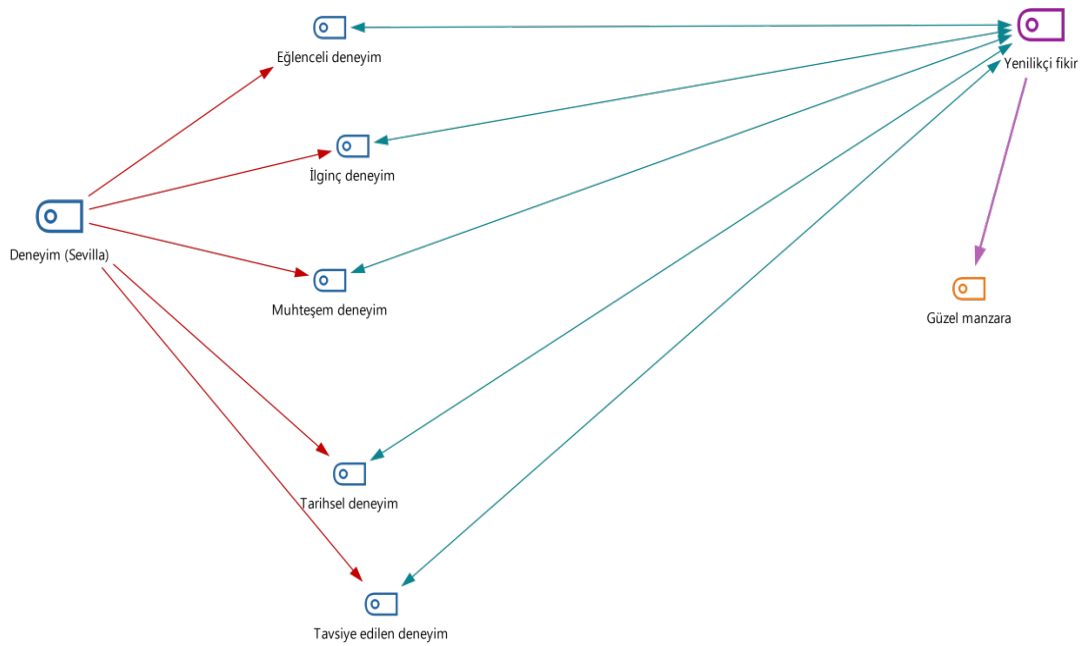 Eğlenceli deneyim
Yenilikçi fikir
İlginç deneyim
Deneyim (Sevilla)
Muhteşem deneyim
Güzel manzara
Tarihsel deneyim
Tavsiye edilen deneyim